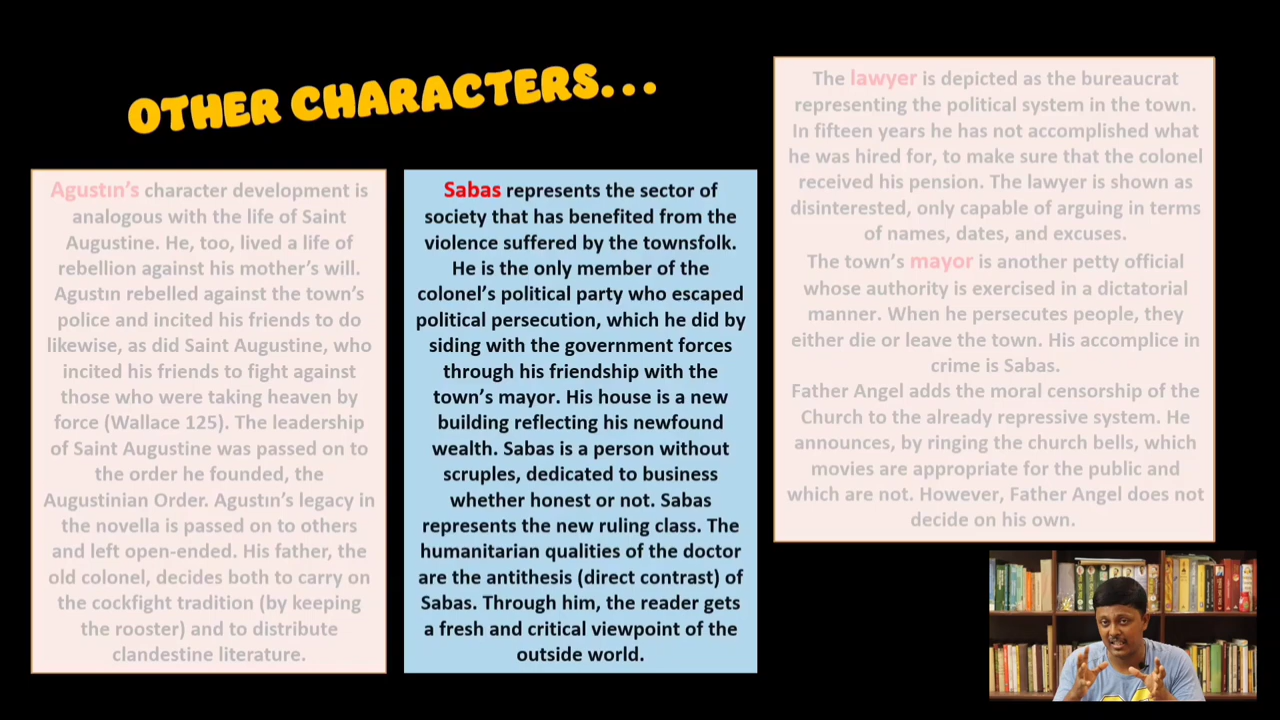 OTHER CHARACTERS...
Agustın's character development is
analogous with the life of Saint
Augustine. He, too, lived a life of
rebellion against his mother's will.
Agustın rebelled against the town's
police and incited his friends to do
likewise, as did Saint Augustine, who
incited his friends to fight against
those who were taking heaven by
force (Wallace 125). The leadership
of Saint Augustine was passed on to
the order he founded, the
Augustinian Order. Agustın's legacy in
the novella is passed on to others
and left open-ended. His father, the
old colonel, decides both to carry on
the cockfight tradition (by keeping
the rooster) and to distribute
clandestine literature.
Sabas represents the sector of
society that has benefited from the
violence suffered by the townsfolk.
He is the only member of the
colonel's political party who escaped
political persecution, which he did by
siding with the government forces
through his friendship with the
town's mayor. His house is a new
building reflecting his newfound
wealth. Sabas is a person without
scruples, dedicated to business
whether honest or not. Sabas
represents the new ruling class. The
humanitarian qualities of the doctor
are the antithesis (direct contrast) of
Sabas. Through him, the reader gets
a fresh and critical viewpoint of the
outside world.
The lawyer is depicted as the bureaucrat
representing the political system in the town.
In fifteen years he has not accomplished what
he was hired for, to make sure that the colonel
received his pension. The lawyer is shown as
disinterested, only capable of arguing in terms
of names, dates, and excuses.
The town's mayor is another petty official
whose authority is exercised in a dictatorial
manner. When he persecutes people, they
either die or leave the town. His accomplice in
crime is Sabas.
Father Angel adds the moral censorship of the
Church to the already repressive system. He
announces, by ringing the church bells, which
movies are appropriate for the public and
which are not. However, Father Angel does not
decide on his own.